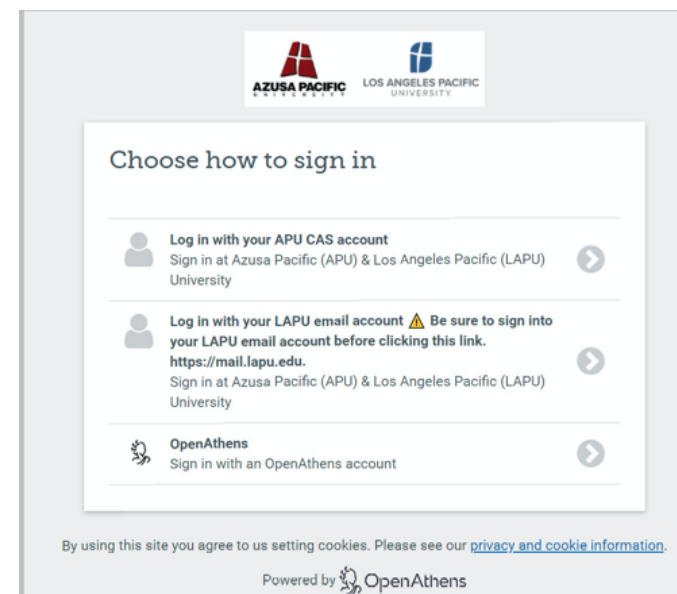 AZUSA PACIFIC
UNIVERSITY
LOS ANGELES PACIFIC
UNIVERSITY
Choose how to sign in
Log in with your APU CAS account
Sign in at Azusa Pacific (APU) & Los Angeles Pacific (LAPU)
University
Log in with your LAPU email account ⚠ Be sure to sign into
your LAPU email account before clicking this link.
https://mail.lapu.edu.
Sign in at Azusa Pacific (APU) & Los Angeles Pacific (LAPU)
University
OpenAthens
Sign in with an OpenAthens account
By using this site you agree to us setting cookies. Please see our privacy and cookie information.
Powered by OpenAthens